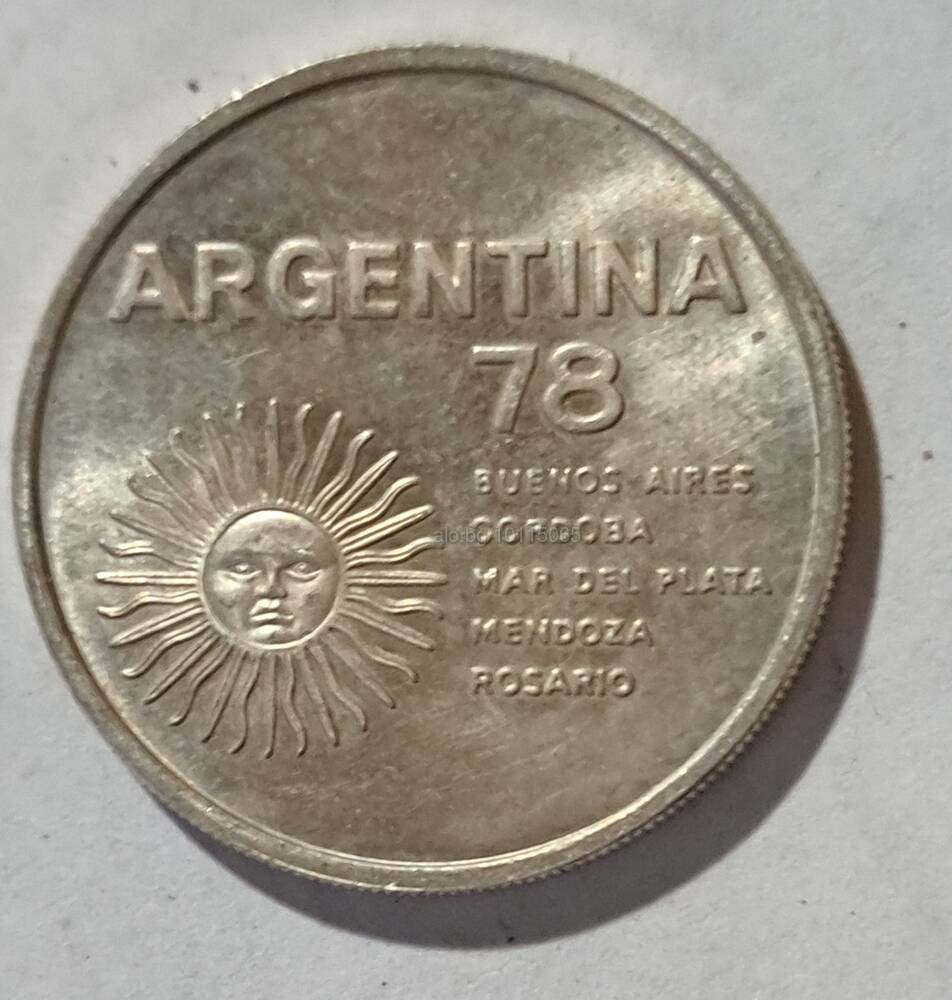 ARGENTINA
78
BUENOS AIRES
CORDOBA
MAR DEL PLATA
MENDOZA
ROSARIO